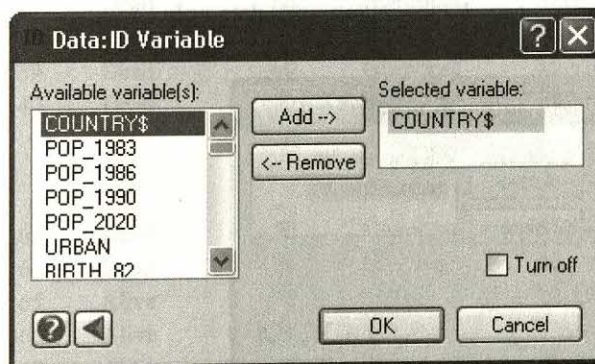 Data:ID Variable
Available variable(s):
COUNTRY$
POP_1983
POP_1986
POP_1990
POP_2020
URBAN
BIRTH_82
Add -->
<-- Remove
Selected variable:
COUNTRY$
Turn off
OK
Cancel